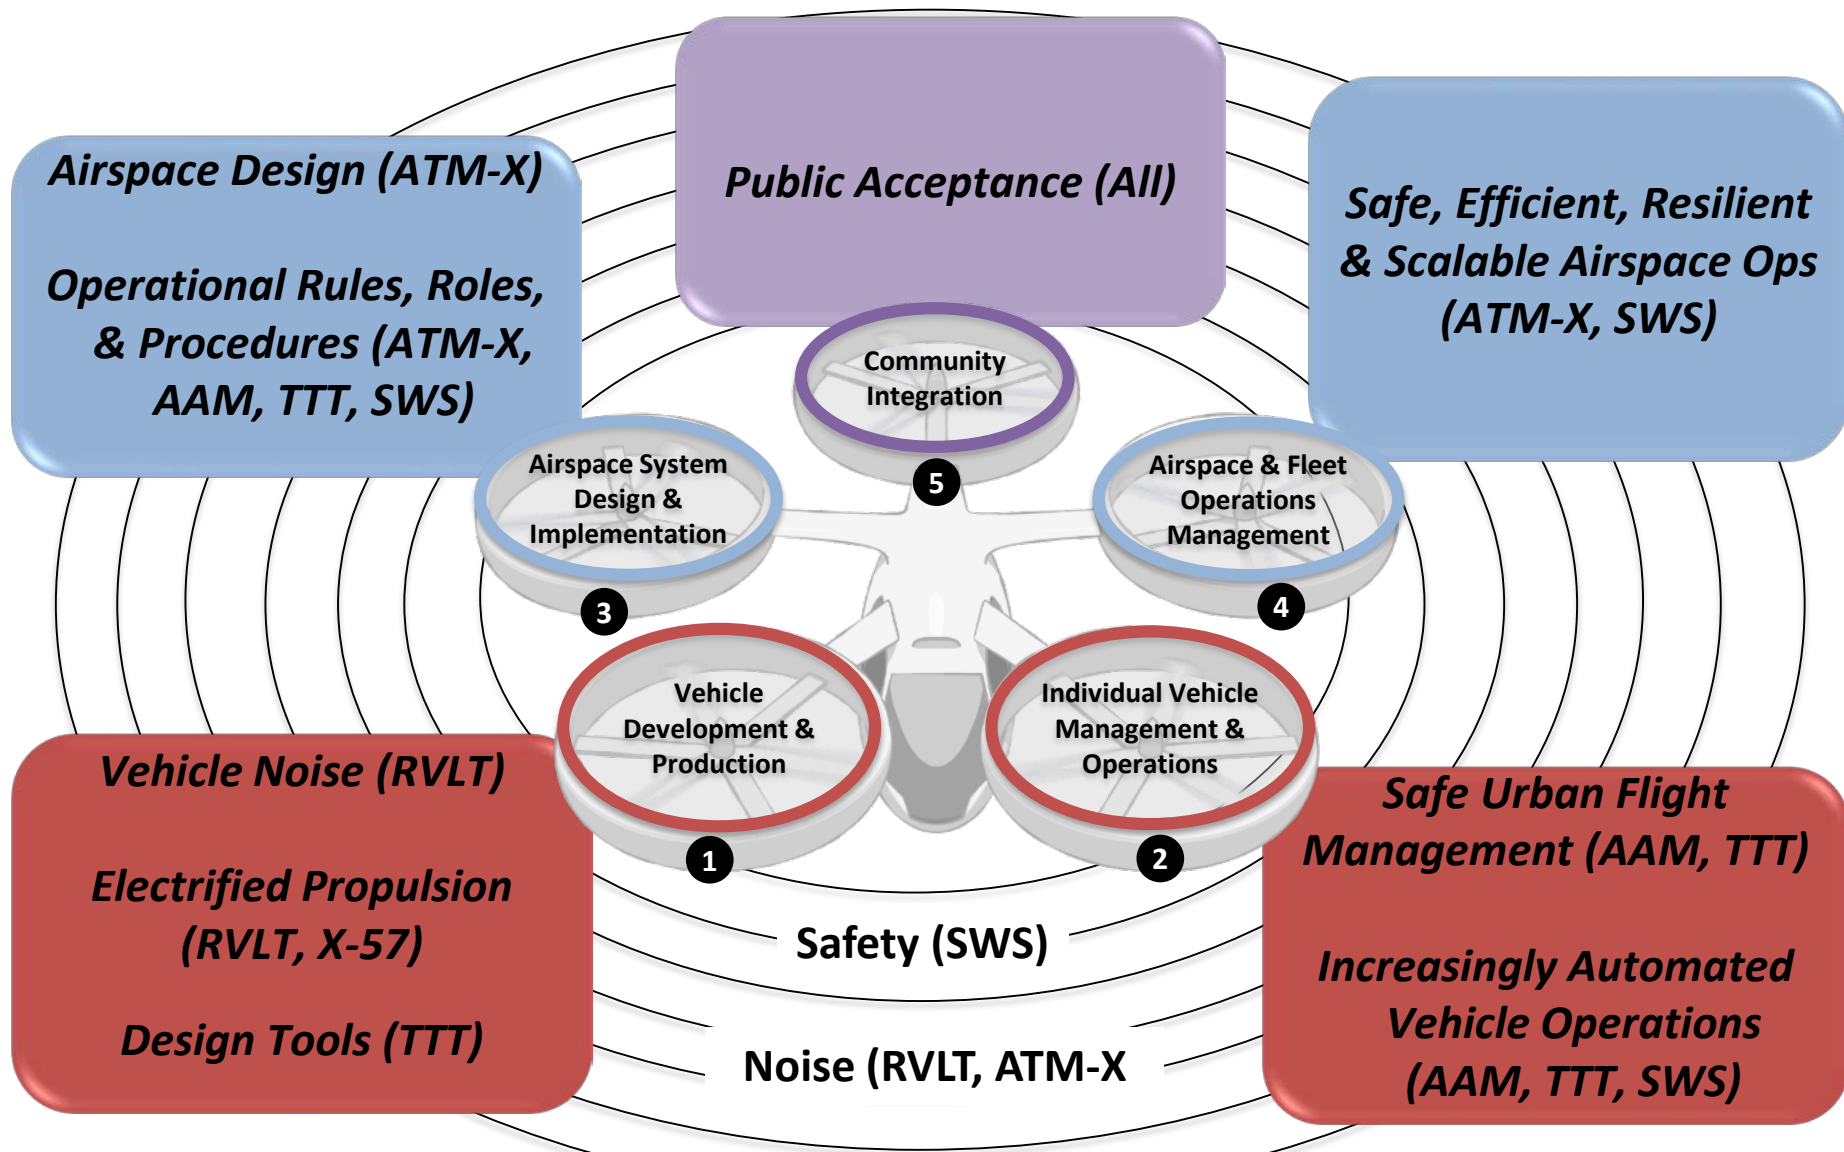 Public Acceptance (All)
Airspace Design (ATM-X)
Operational Rules, Roles,
& Procedures (ATM-X,
AAM, TTT, SWS)
Safe, Efficient, Resilient
& Scalable Airspace Ops
(ATM-X, SWS)
Community
Integration
5
Airspace System
Design &
Implementation
3
Airspace & Fleet
Operations
Management
4
Vehicle
Development &
Production
1
Individual Vehicle
Management &
Operations
2
Vehicle Noise (RVLT)
Electrified Propulsion
(RVLT, X-57)
Design Tools (TTT)
Safe Urban Flight
Management (AAM, TTT)
Increasingly Automated
Vehicle Operations
(AAM, TTT, SWS)
Safety (SWS)
Noise (RVLT, ATM-X